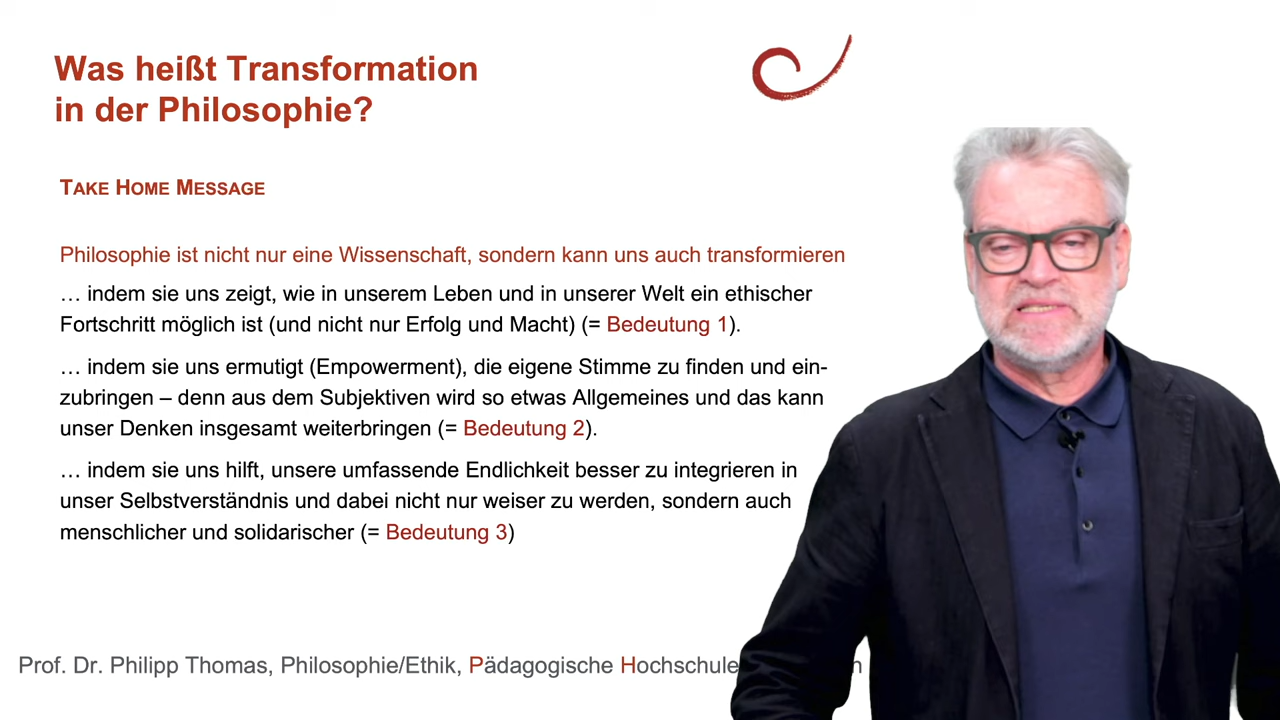 Was heißt Transformation
in der Philosophie?
TAKE HOME MESSAGE
Philosophie ist nicht nur eine Wissenschaft, sondern kann uns auch transformieren
… indem sie uns zeigt, wie in unserem Leben und in unserer Welt ein ethischer
Fortschritt möglich ist (und nicht nur Erfolg und Macht) (= Bedeutung 1).
… indem sie uns ermutigt (Empowerment), die eigene Stimme zu finden und ein-
zubringen – denn aus dem Subjektiven wird so etwas Allgemeines und das kann
unser Denken insgesamt weiterbringen (= Bedeutung 2).
… indem sie uns hilft, unsere umfassende Endlichkeit besser zu integrieren in
unser Selbstverständnis und dabei nicht nur weiser zu werden, sondern auch
menschlicher und solidarischer (= Bedeutung 3)
Prof. Dr. Philipp Thomas, Philosophie/Ethik, Pädagogische Hochschule